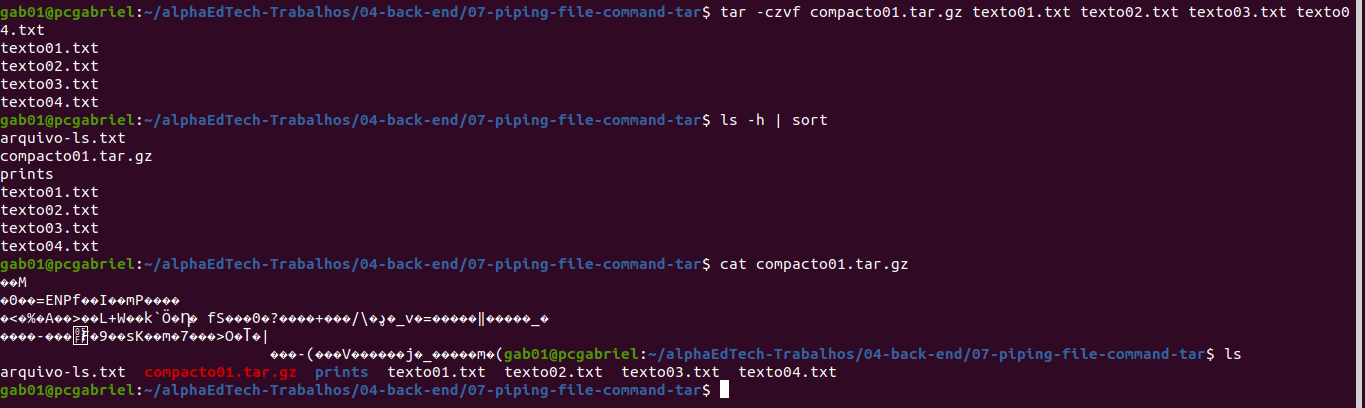 gab01@pcgabriel:~/alphaEdTech-Trabalhos/04-back-end/07-piping-file-command-tar$ tar -czvf compacto01.tar.gz texto01.txt texto02.txt texto03.txt texto0
4.txt
texto01.txt
texto02.txt
texto03.txt
texto04.txt
gab01@pcgabriel:~/alphaEdTech-Trabalhos/04-back-end/07-piping-file-command-tar$ ls -h | sort
arquivo-ls.txt
compacto01.tar.gz
prints
texto01.txt
texto02.txt
texto03.txt
texto04.txt
gab01@pcgabriel:~/alphaEdTech-Trabalhos/04-back-end/07-piping-file-command-tar$ cat compacto01.tar.gz
��M
�0��=ENPf��I��mP����
�<�%�A��>��L+W��k`Ö� fS���0�?����+���/\� �_v�=�����‖�����_�
����-��� �9��sK��m�7���>O�T�|
���-(���V������j�_�����m�(gab01@pcgabriel:~/alphaEdTech-Trabalhos/04-back-end/07-piping-file-command-tar$ ls
arquivo-ls.txt compacto01.tar.gz prints texto01.txt texto02.txt texto03.txt texto04.txt
gab01@pcgabriel:~/alphaEdTech-Trabalhos/04-back-end/07-piping-file-command-tar$